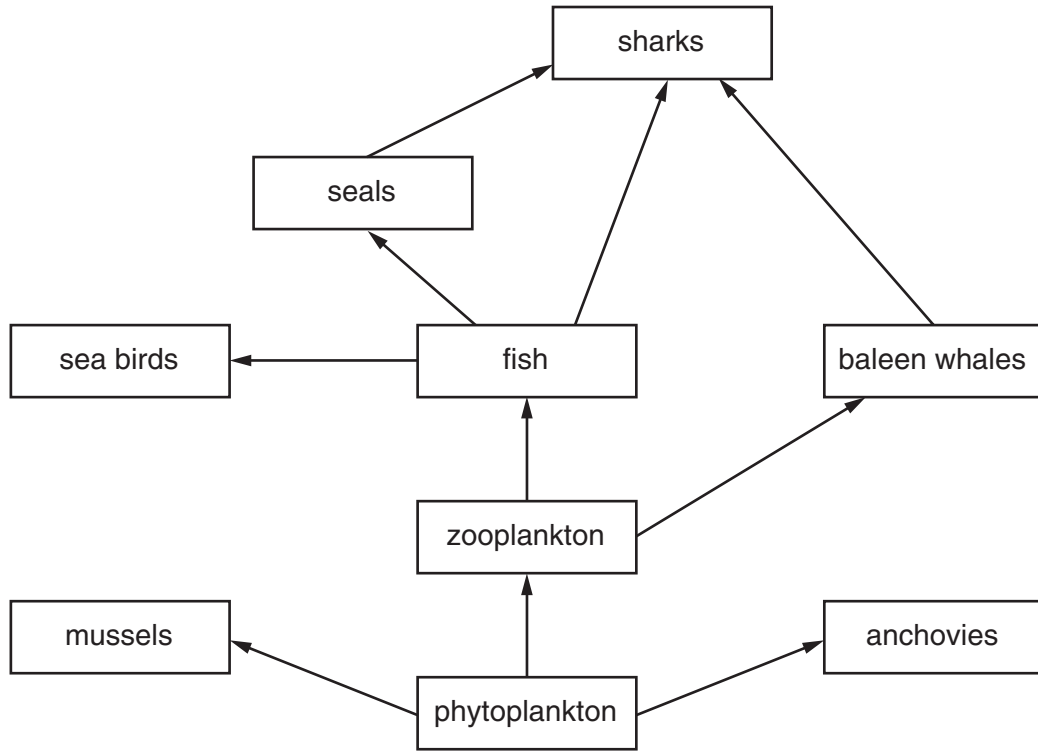 sharks
seals
sea birds
fish
baleen whales
zooplankton
mussels
anchovies
phytoplankton